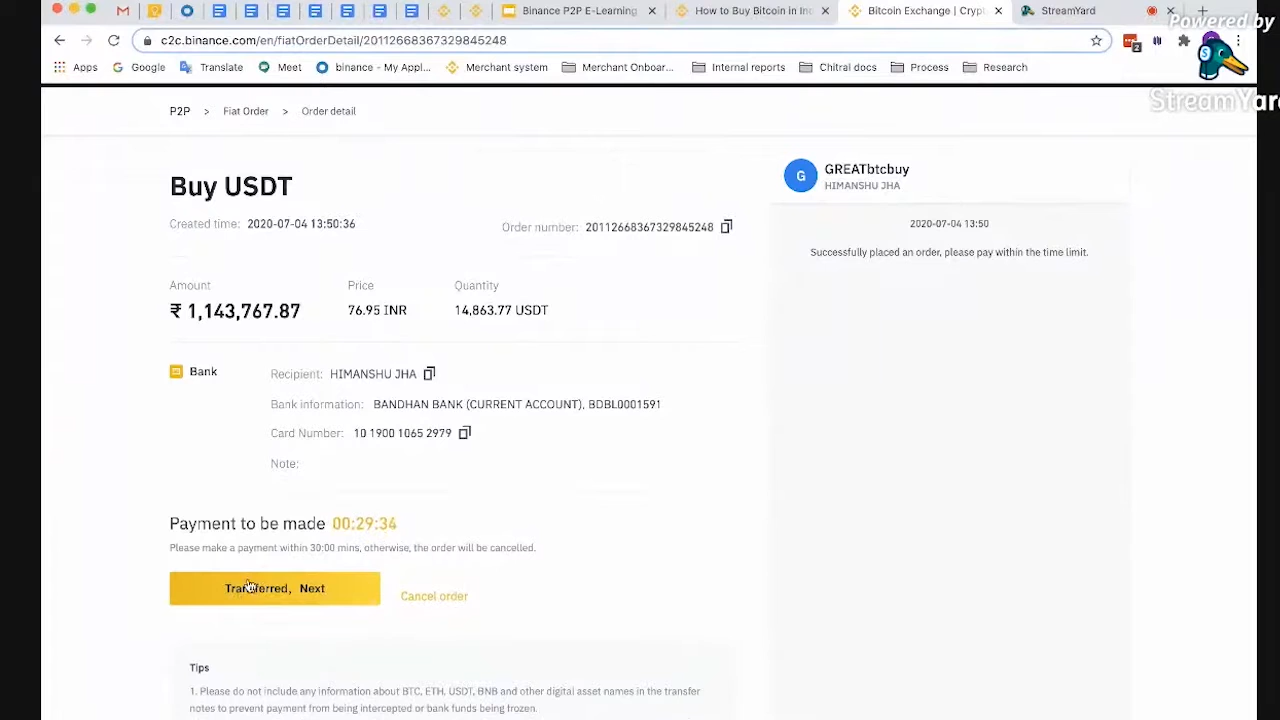 Binance P2P E-Learning
How to Buy Bitcoin in In
Bitcoin Exchange | Crypt
StreamYard
Powered by
c2c.binance.com/en/fiatOrderDetail/20112668367329845248
Apps
Google
Translate
Meet
binance - My Appl...
Merchant system
Merchant Onboar...
Internal reports
Chitral docs
Process
Research
StreamYard
P2P > Fiat Order > Order detail
Buy USDT
Created time: 2020-07-04 13:50:36
Order number: 20112668367329845248
Amount
Price
Quantity
₹ 1,143,767.87
76.95 INR
14,863.77 USDT
Bank
Recipient: HIMANSHU JHA
Bank information: BANDHAN BANK (CURRENT ACCOUNT), BDBL0001591
Card Number: 10 1900 1065 2979
Note:
Payment to be made 00:29:34
Please make a payment within 30:00 mins, otherwise, the order will be cancelled.
Transferred, Next
Cancel order
Tips
1. Please do not include any information about BTC, ETH, USDT, BNB and other digital asset names in the transfer
notes to prevent payment from being intercepted or bank funds being frozen.
G
GREATbtcbuy
HIMANSHU JHA
2020-07-04 13:50
Successfully placed an order, please pay within the time limit.